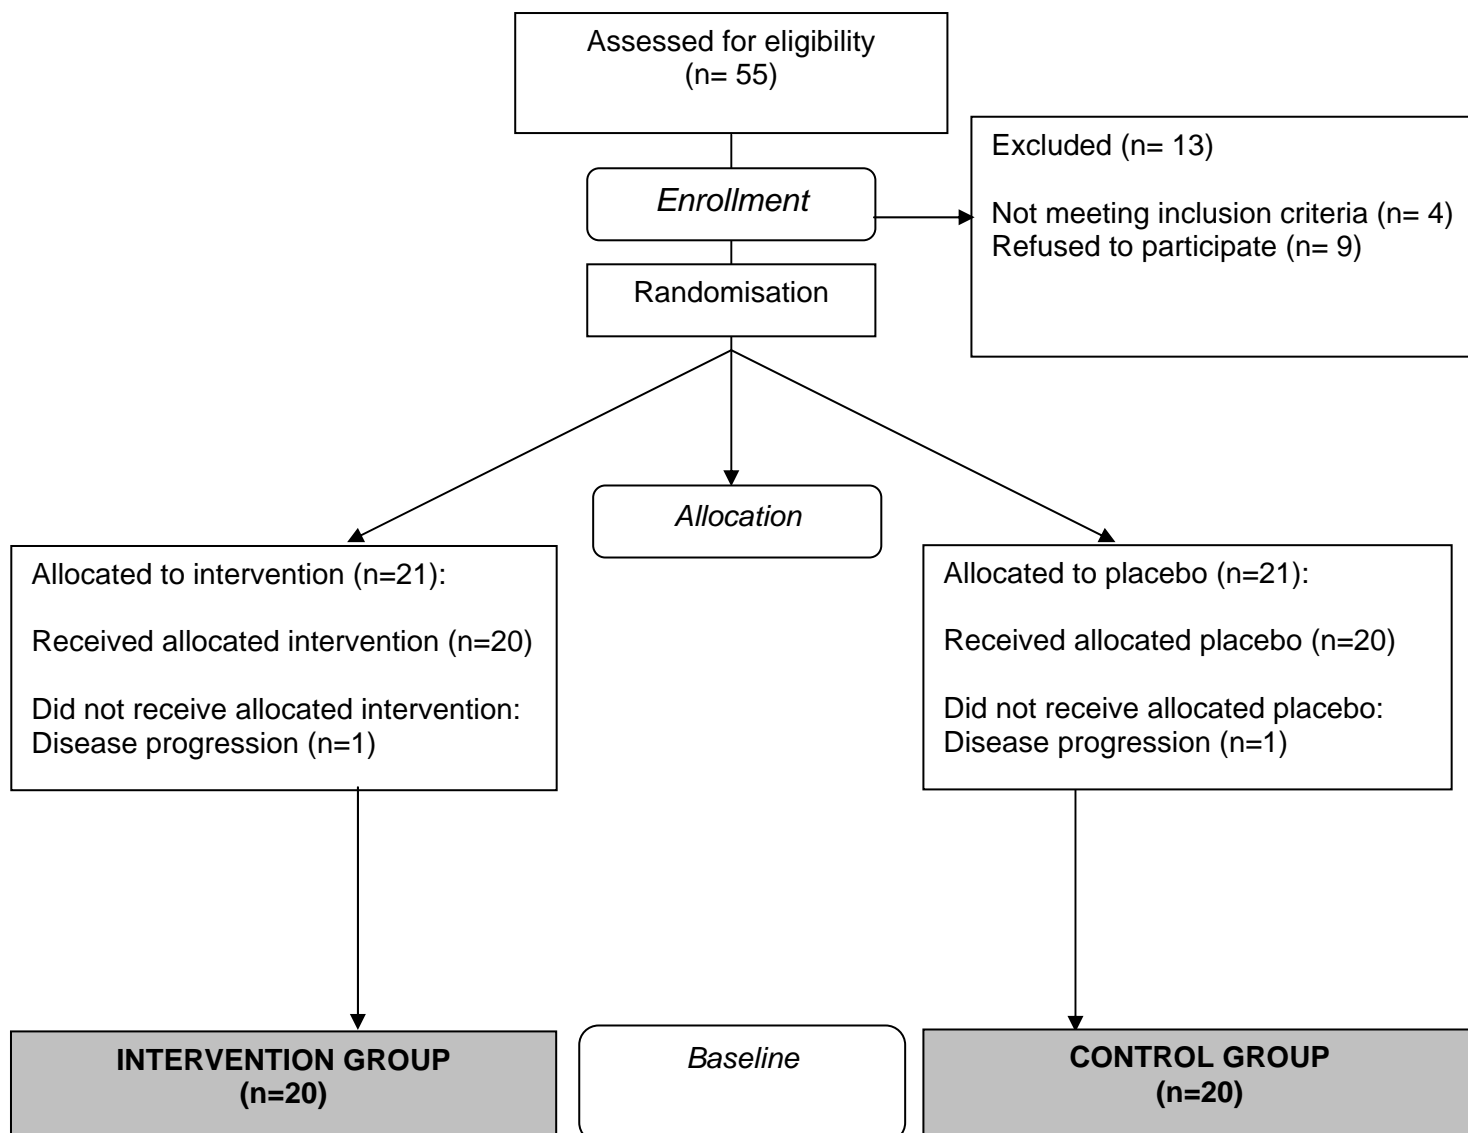 Assessed for eligibility
(n= 55)
Excluded (n= 13)
Not meeting inclusion criteria (n= 4)
Refused to participate (n= 9)
Enrollment
Randomisation
Allocation
Allocated to intervention (n=21):
Received allocated intervention (n=20)
Did not receive allocated intervention:
Disease progression (n=1)
Allocated to placebo (n=21):
Received allocated placebo (n=20)
Did not receive allocated placebo:
Disease progression (n=1)
INTERVENTION GROUP
(n=20)
Baseline
CONTROL GROUP
(n=20)